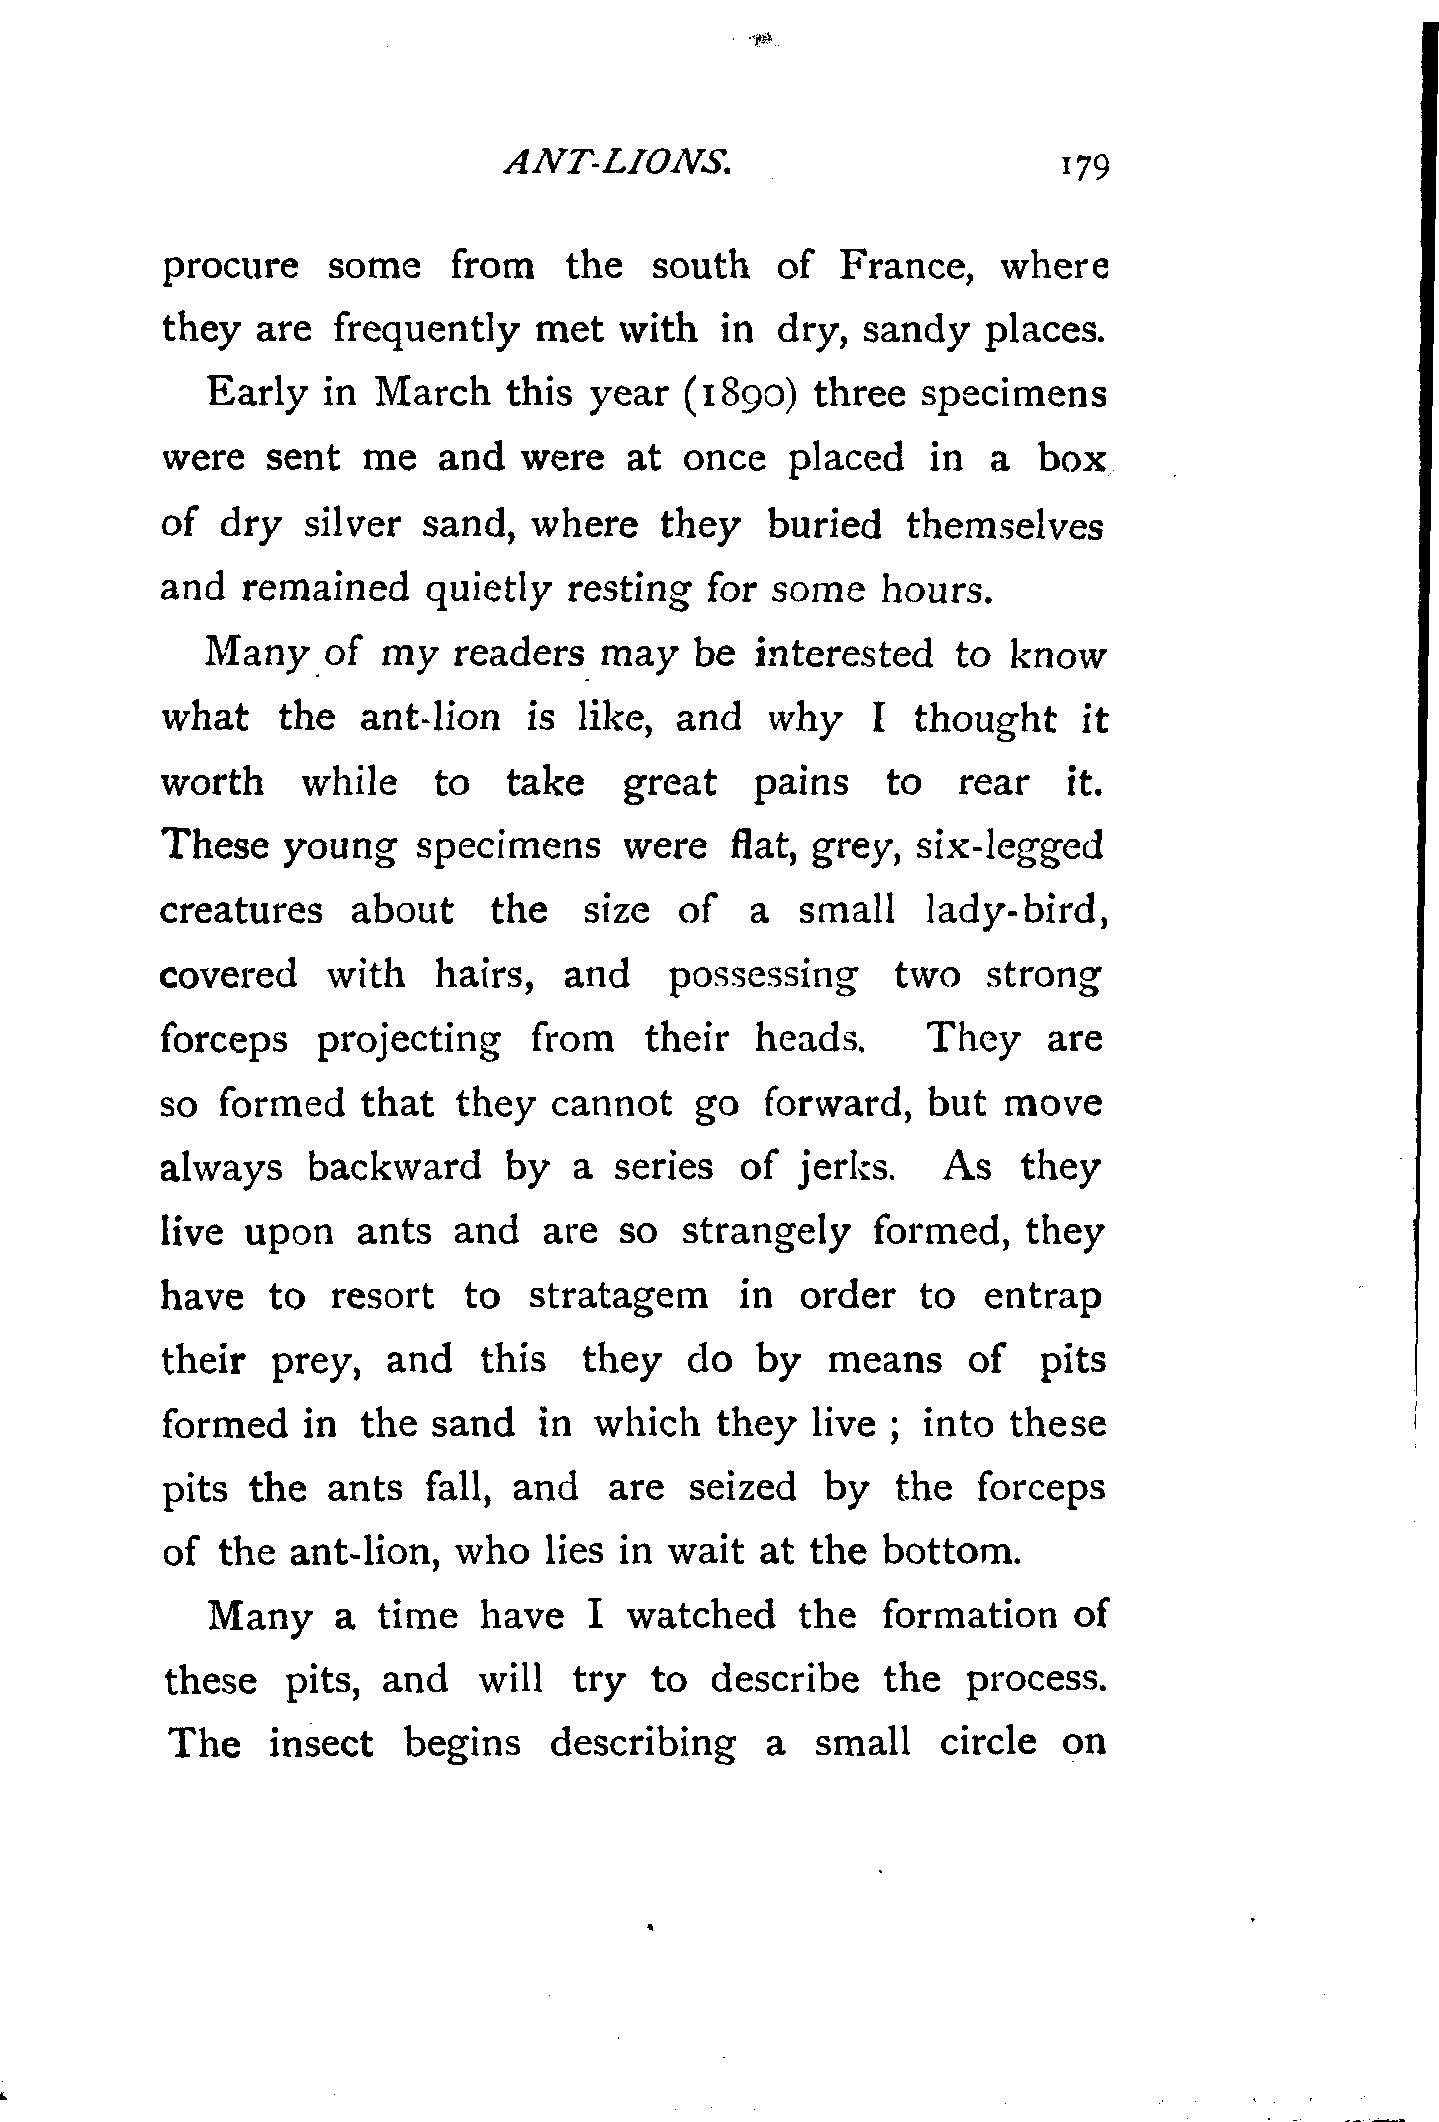 ANT-LIONS. 179
procure some from the south of France, where
they are frequently met with in dry, sandy places.
Early in March this year (1890) three specimens
were sent me and were at once placed in a box
of dry silver sand, where they buried themselves
and remained quietly resting for some hours.
Many of my readers may be interested to know
what the ant-lion is like, and why I thought it
worth while to take great pains to rear it.
These young specimens were flat, grey, six-legged
creatures about the size of a small lady-bird,
covered with hairs, and possessing two strong
forceps projecting from their heads. They are
so formed that they cannot go forward, but move
always backward by a series of jerks. As they
live upon ants and are so strangely formed, they
have to resort to stratagem in order to entrap
their prey, and this they do by means of pits
formed in the sand in which they live ; into these
pits the ants fall, and are seized by the forceps
of the ant-lion, who lies in wait at the bottom.
Many a time have I watched the formation of
these pits, and will try to describe the process.
The insect begins describing a small circle on